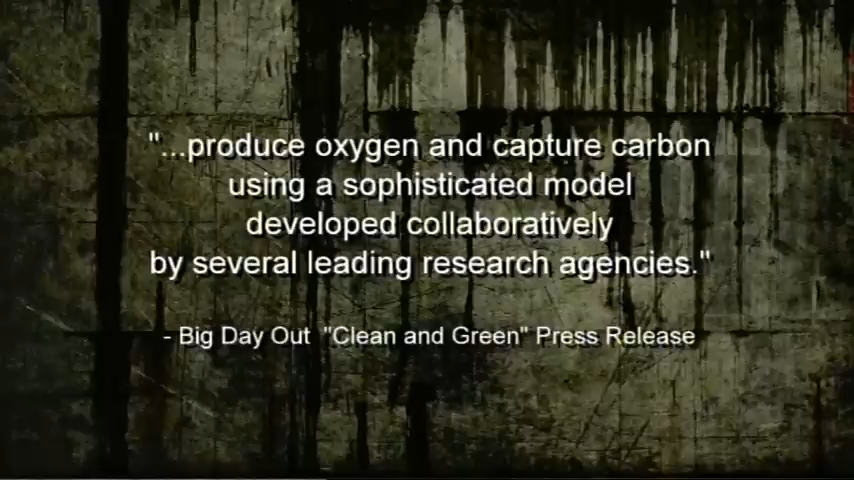 "...produce oxygen and capture carbon
using a sophisticated model
developed collaboratively
by several leading research agencies."
- Big Day Out "Clean and Green" Press Release